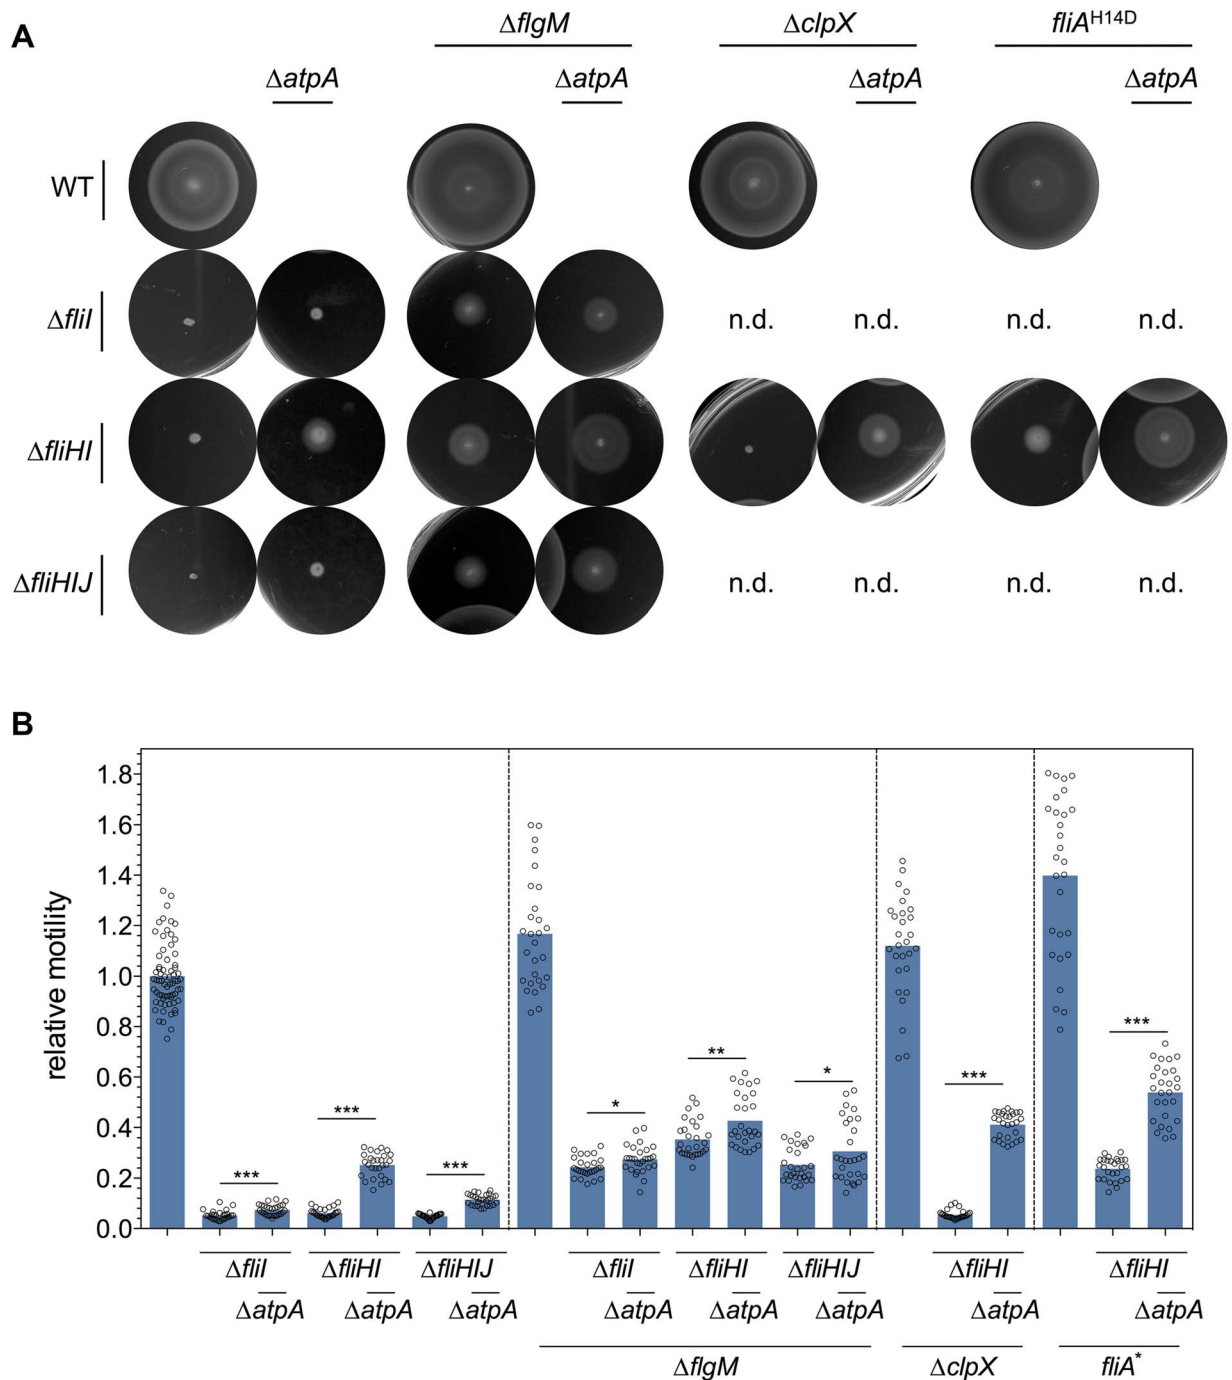 A
ΔflgM ΔclpX fliA^H14D
ΔatpA ΔatpA ΔatpA ΔatpA
WT
ΔfliI n.d. n.d. n.d. n.d.
ΔfliHI
ΔfliHIJ n.d. n.d. n.d. n.d.
B
relative motility
1.8
1.6
1.4
1.2
1.0
0.8
0.6
0.4
0.2
0.0
*** *** *** * ** * *** ***
ΔfliI ΔfliHI ΔfliHIJ ΔfliI ΔfliHI ΔfliHIJ ΔfliHI ΔfliHI
ΔatpA ΔatpA ΔatpA ΔatpA ΔatpA ΔatpA ΔatpA ΔatpA
ΔflgM ΔclpX fliA*